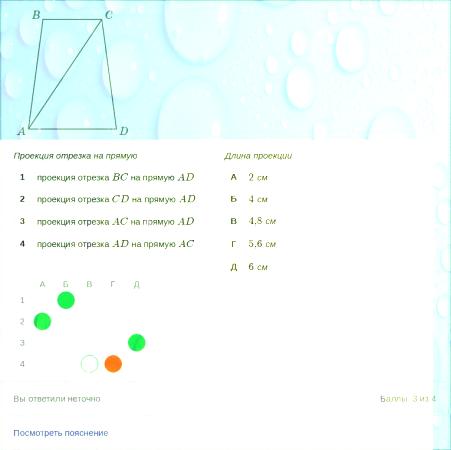 B C
A D
Проекция отрезка на прямую Длина проекции
1 проекция отрезка BC на прямую AD А 2 см
2 проекция отрезка CD на прямую AD Б 4 см
3 проекция отрезка AC на прямую AD В 4,8 см
4 проекция отрезка AD на прямую AC Г 5,6 см
Д 6 см
А Б В Г Д
1
2
3
4
Вы ответили неточно Баллы 3 из 4
Посмотреть пояснение